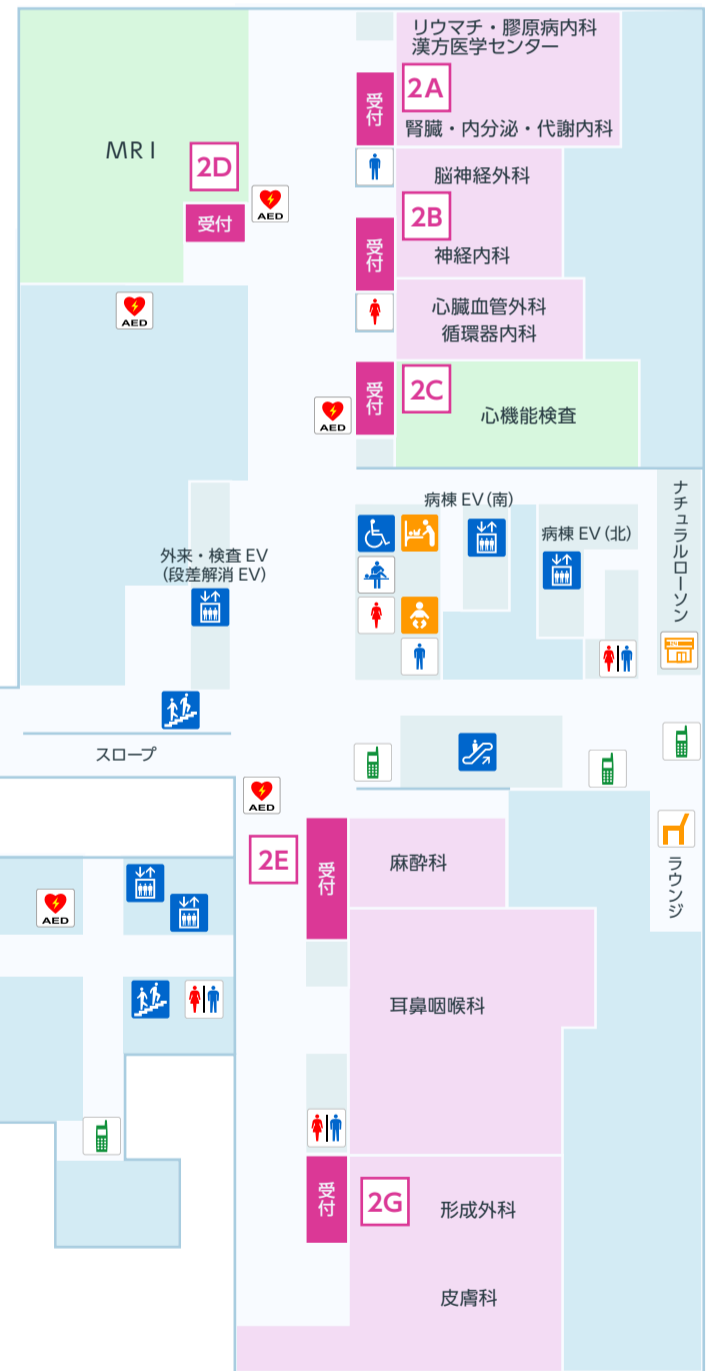 リウマチ・膠原病内科
漢方医学センター
2A
受付
腎臓・内分泌・代謝内科
MRI
2D
受付
AED
脳神経外科
2B
受付
神経内科
AED
心臓血管外科
循環器内科
2C
受付
心機能検査
AED
病棟 EV (南)
病棟 EV (北)
ナチュラルローソン
外来・検査 EV
(段差解消 EV)
スロープ
AED
2E
受付
麻酔科
ラウンジ
AED
耳鼻咽喉科
受付
2G
形成外科
皮膚科